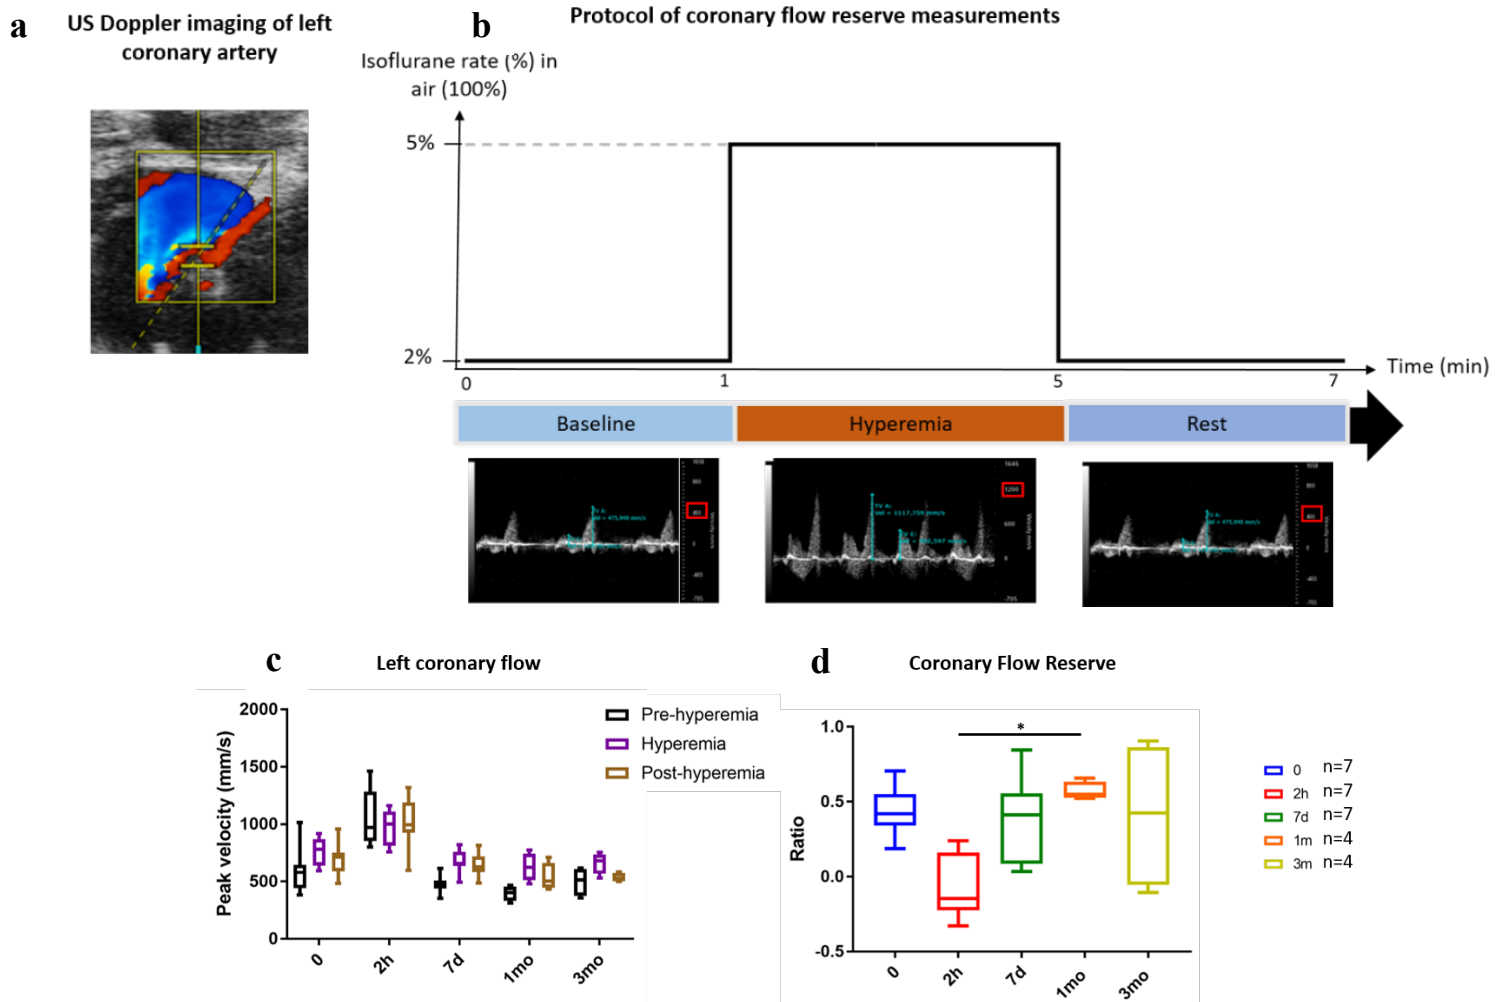 a
US Doppler imaging of left
coronary artery
b
Protocol of coronary flow reserve measurements
Isoflurane rate (%) in
air (100%)
5%
2%
0
1
5
7
Time (min)
Baseline
Hyperemia
Rest
1200
600
0
c
Left coronary flow
Peak velocity (mm/s)
2000
1500
1000
500
0
0
2h
7d
1mo
3mo
Pre-hyperemia
Hyperemia
Post-hyperemia
d
Coronary Flow Reserve
Ratio
1.0
0.5
0.0
-0.5
*
0
2h
7d
1mo
3mo
0 n=7
2h n=7
7d n=7
1m n=4
3m n=4